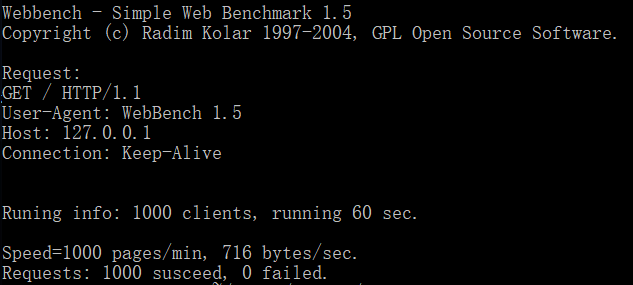 Webbench - Simple Web Benchmark 1.5
Copyright (c) Radim Kolar 1997-2004, GPL Open Source Software.
Request:
GET / HTTP/1.1
User-Agent: WebBench 1.5
Host: 127.0.0.1
Connection: Keep-Alive
Runing info: 1000 clients, running 60 sec.
Speed=1000 pages/min, 716 bytes/sec.
Requests: 1000 susceed, 0 failed.